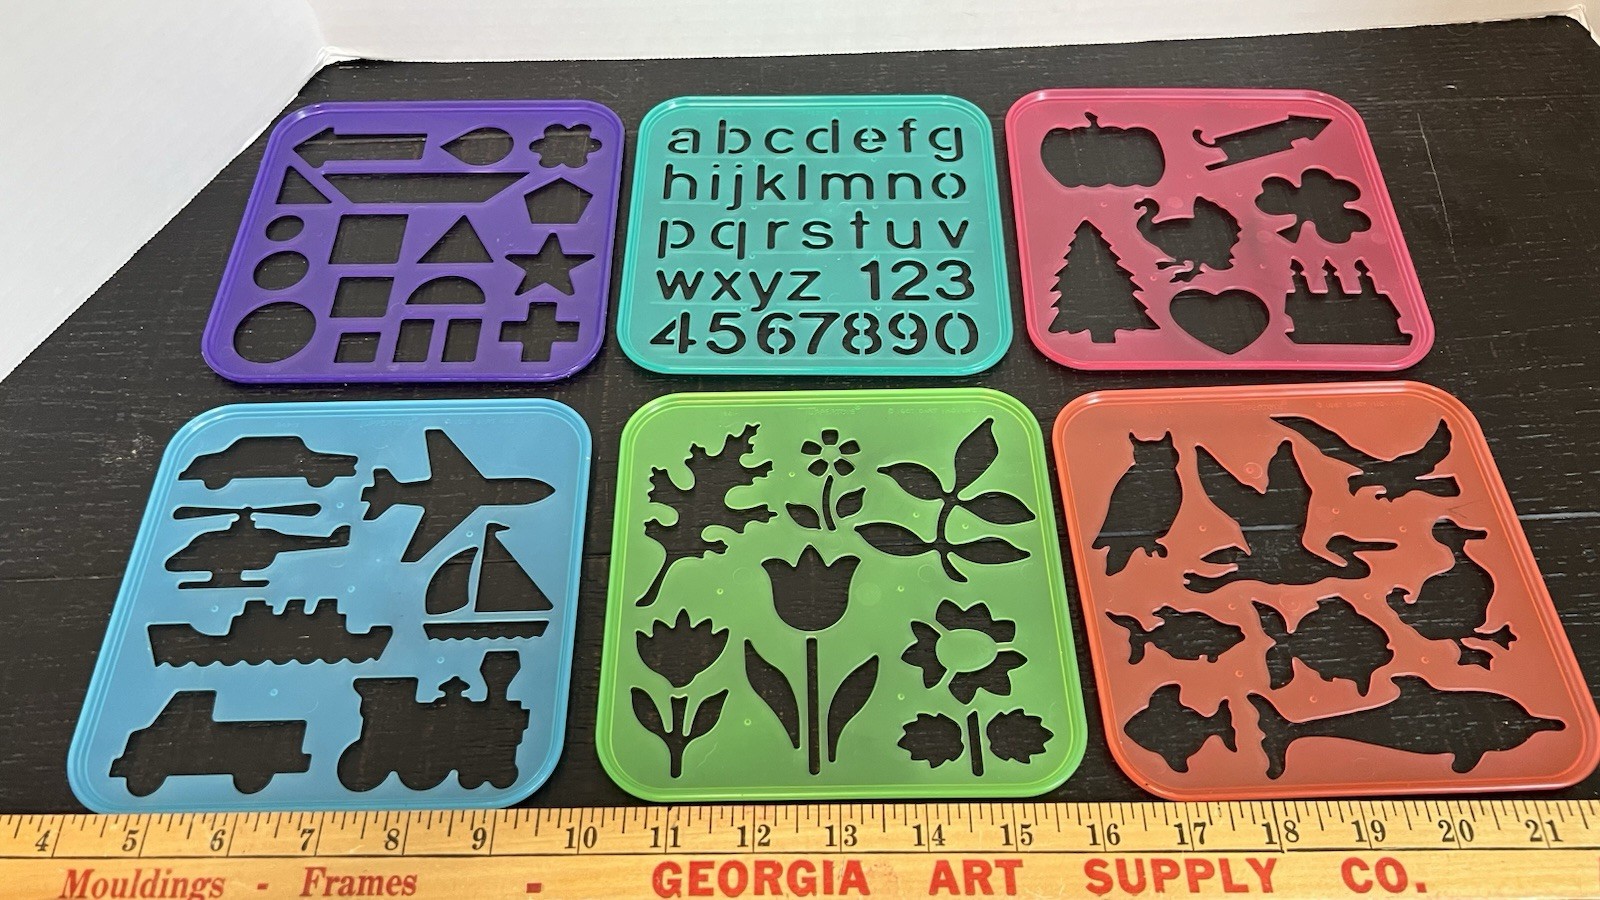 abcdefg
hijklmno
pqrstuv
wxyz 123
4567890
4 5 6 7 8 9 10 11 12 13 14 15 16 17 18 19 20 21
Mouldings - Frames - GEORGIA ART SUPPLY CO.